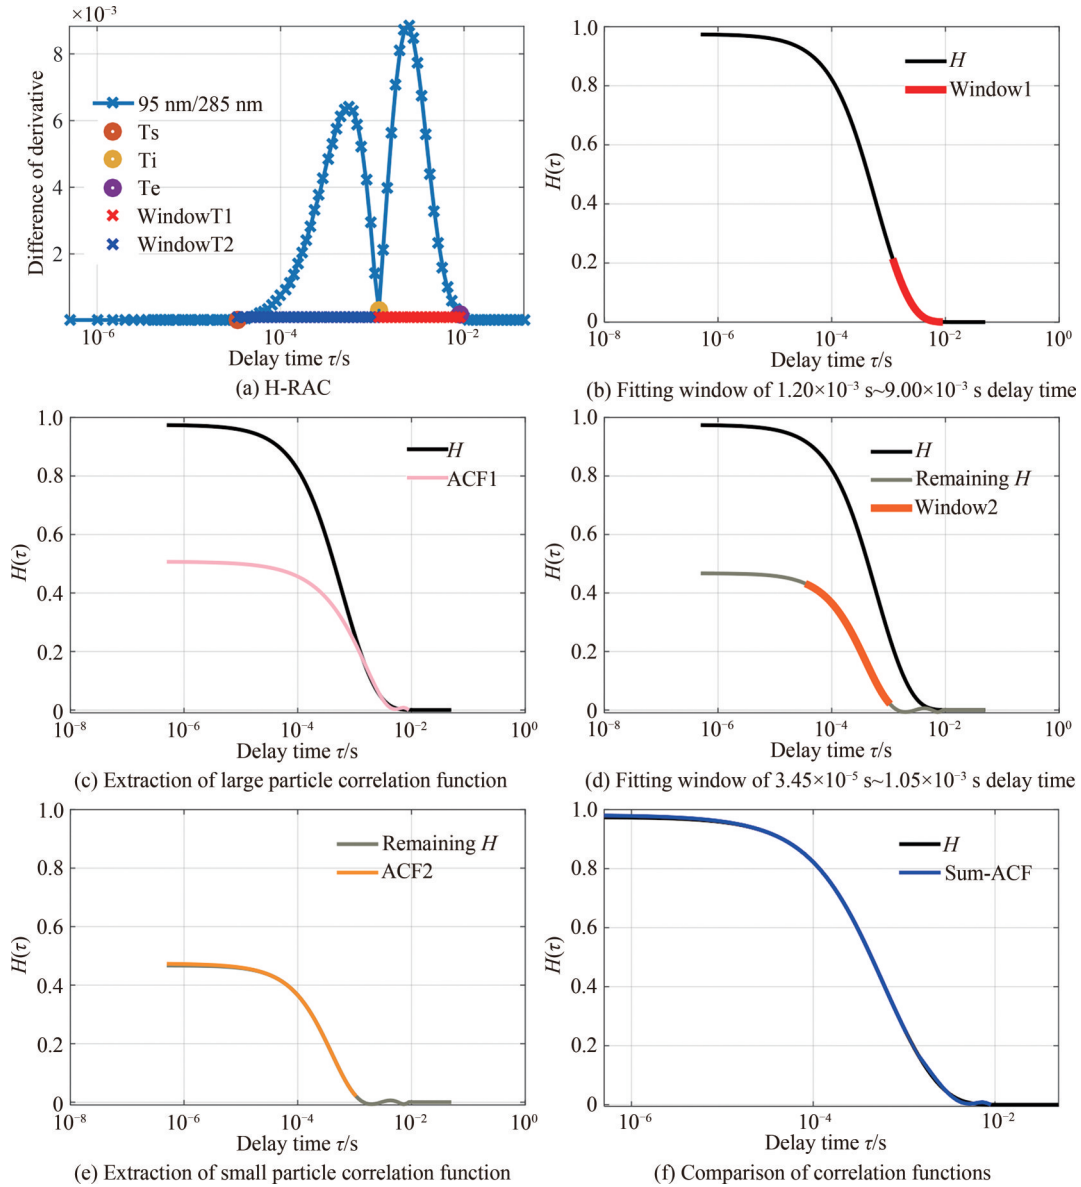 ×10⁻³
8
6
4
2
0
Difference of derivative
95 nm/285 nm
Ts
Ti
Te
WindowT1
WindowT2
10⁻⁶
10⁻⁴
10⁻²
Delay time τ/s
(a) H-RAC
1.0
0.8
0.6
0.4
0.2
0
H(τ)
H
Window1
10⁻⁸
10⁻⁶
10⁻⁴
10⁻²
10⁰
Delay time τ/s
(b) Fitting window of 1.20×10⁻³ s~9.00×10⁻³ s delay time
1.0
0.8
0.6
0.4
0.2
0
H(τ)
H
ACF1
10⁻⁸
10⁻⁶
10⁻⁴
10⁻²
10⁰
Delay time τ/s
(c) Extraction of large particle correlation function
1.0
0.8
0.6
0.4
0.2
0
H(τ)
H
Remaining H
Window2
10⁻⁸
10⁻⁶
10⁻⁴
10⁻²
10⁰
Delay time τ/s
(d) Fitting window of 3.45×10⁻⁵ s~1.05×10⁻³ s delay time
1.0
0.8
0.6
0.4
0.2
0
H(τ)
Remaining H
ACF2
10⁻⁸
10⁻⁶
10⁻⁴
10⁻²
10⁰
Delay time τ/s
(e) Extraction of small particle correlation function
1.0
0.8
0.6
0.4
0.2
0
H(τ)
H
Sum-ACF
10⁻⁶
10⁻⁴
10⁻²
Delay time τ/s
(f) Comparison of correlation functions